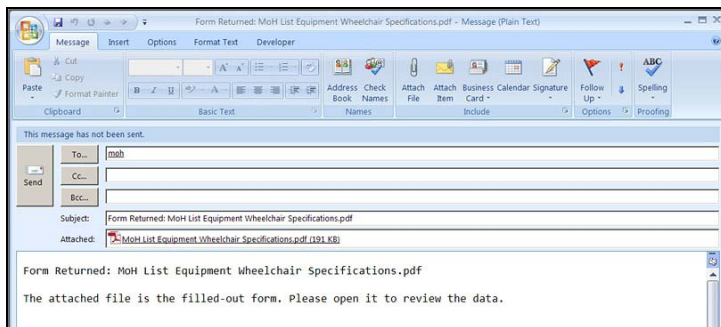 Form Returned: MoH List Equipment Wheelchair Specifications.pdf - Message (Plain Text)
Message Insert Options Format Text Developer
Paste
Cut
Copy
Format Painter
Clipboard
B I U
A A A
Basic Text
Address Book
Check Names
Names
Attach File
Attach Item
Business Card
Calendar
Signature
Include
Follow Up
Options
ABC
Spelling
Proofing
This message has not been sent.
Send
To... moh
Cc...
Bcc...
Subject: Form Returned: MoH List Equipment Wheelchair Specifications.pdf
Attached: MoH List Equipment Wheelchair Specifications.pdf (191 KB)
Form Returned: MoH List Equipment Wheelchair Specifications.pdf
The attached file is the filled-out form. Please open it to review the data.